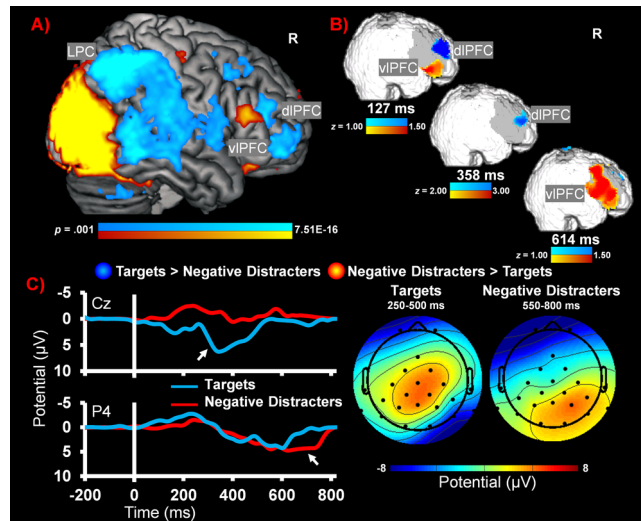 A)
R
LPC
dlPFC
vlPFC
p = .001
7.51E-16
B)
R
dlPFC
vlPFC
127 ms
z = 1.00
1.50
dlPFC
358 ms
z = 2.00
3.00
vlPFC
614 ms
z = 1.00
1.50
Targets > Negative Distracters
Negative Distracters > Targets
C)
-5
Cz
0
5
10
Potential (µV)
Targets
Negative Distracters
-5
P4
0
5
10
-200
0
200
400
600
800
Time (ms)
Targets
250-500 ms
Negative Distracters
550-800 ms
-8
8
Potential (µV)